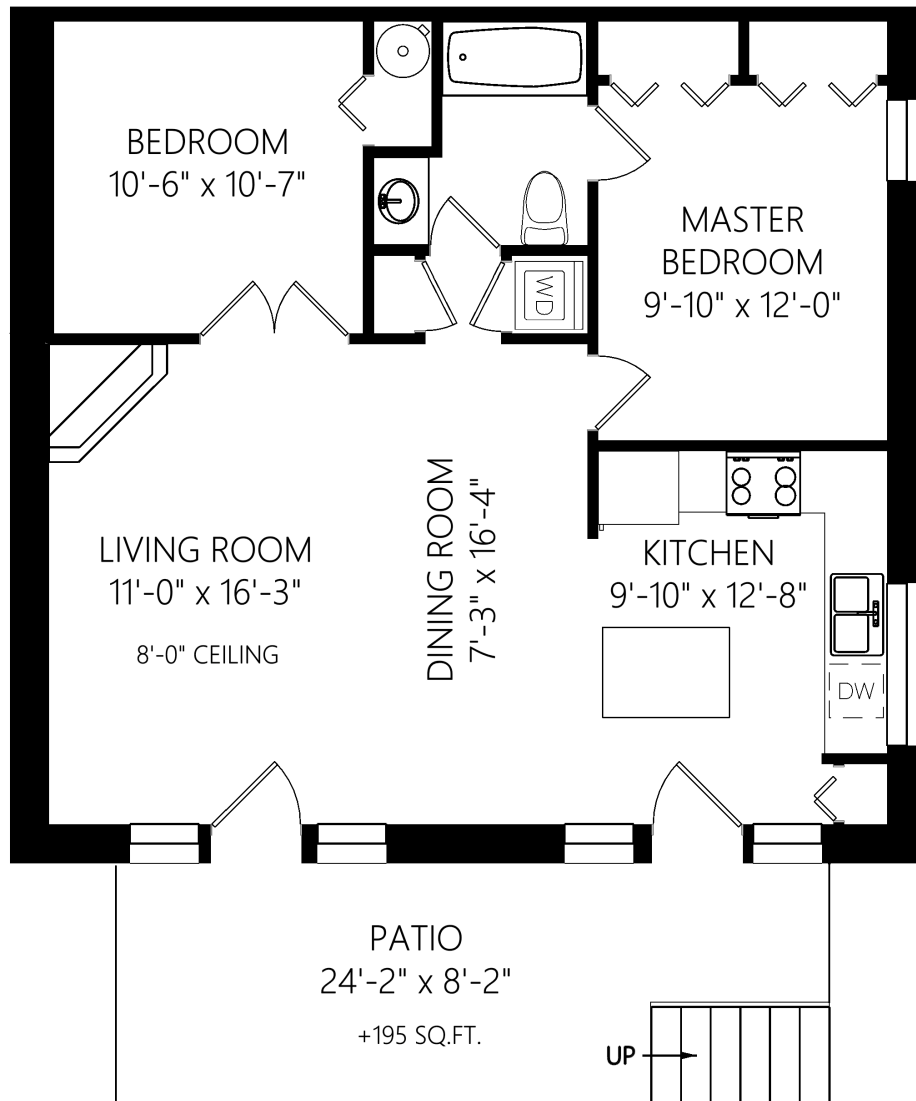 BEDROOM
10'-6" x 10'-7"
MASTER
BEDROOM
9'-10" x 12'-0"
WD
LIVING ROOM
11'-0" x 16'-3"
8'-0" CEILING
DINING ROOM
7'-3" x 16'-4"
KITCHEN
9'-10" x 12'-8"
DW
PATIO
24'-2" x 8'-2"
+195 SQ.FT.
UP